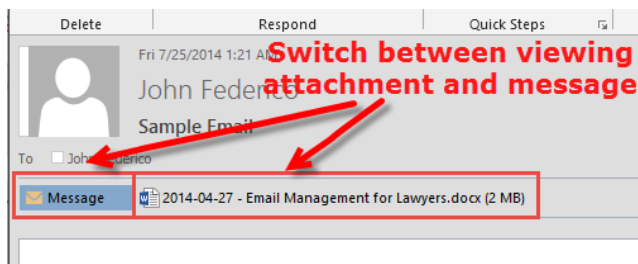 Delete Respond Quick Steps
Fri 7/25/2014 1:21 AM
Switch between viewing
attachment and message
John Federico
Sample Email
To John Federico
Message 2014-04-27 - Email Management for Lawyers.docx (2 MB)